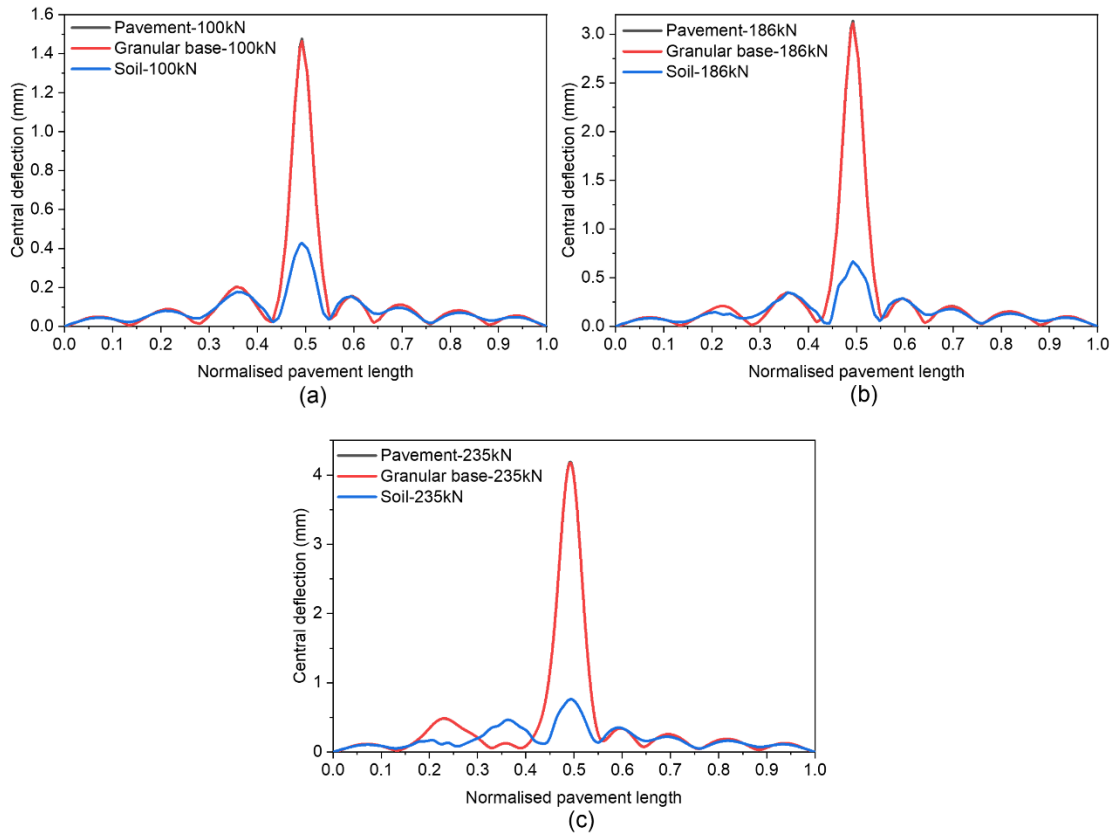 Pavement-100kN
Granular base-100kN
Soil-100kN
Central deflection (mm)
1.6
1.4
1.2
1.0
0.8
0.6
0.4
0.2
0.0
0.0 0.1 0.2 0.3 0.4 0.5 0.6 0.7 0.8 0.9 1.0
Normalised pavement length
(a)
Pavement-186kN
Granular base-186kN
Soil-186kN
Central deflection (mm)
3.0
2.5
2.0
1.5
1.0
0.5
0.0
0.0 0.1 0.2 0.3 0.4 0.5 0.6 0.7 0.8 0.9 1.0
Normalised pavement length
(b)
Pavement-235kN
Granular base-235kN
Soil-235kN
Central deflection (mm)
4
3
2
1
0
0.0 0.1 0.2 0.3 0.4 0.5 0.6 0.7 0.8 0.9 1.0
Normalised pavement length
(c)